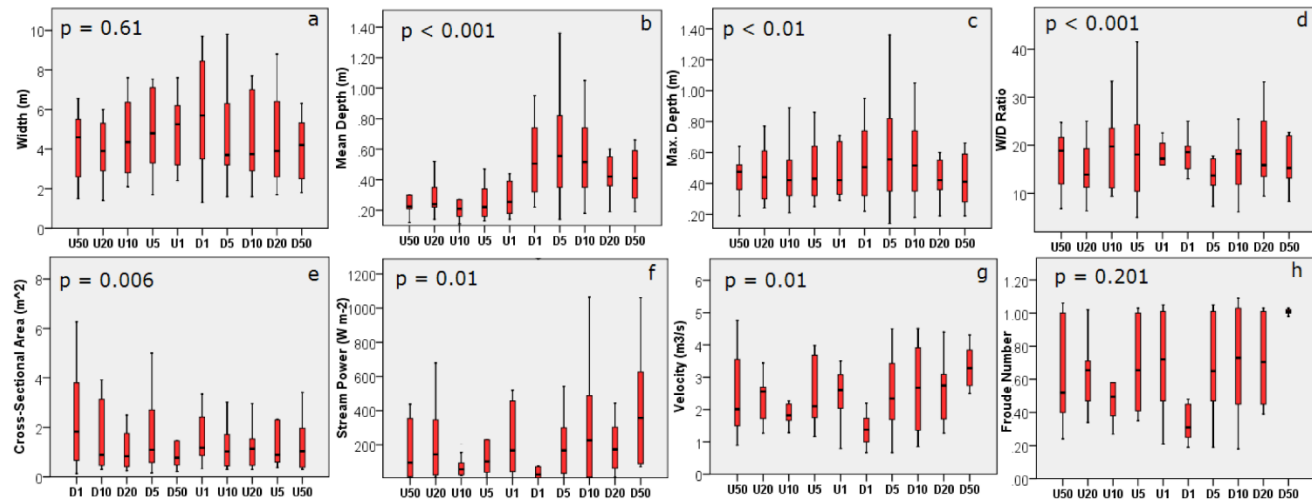 a
p = 0.61
Width (m)
10
8
6
4
2
0
U50 U20 U10 U5 U1 D1 D5 D10 D20 D50
b
p < 0.001
Mean Depth (m)
1.40
1.20
1.00
.80
.60
.40
.20
U50 U20 U10 U5 U1 D1 D5 D10 D20 D50
c
p < 0.01
Max. Depth (m)
1.40
1.20
1.00
.80
.60
.40
.20
U50 U20 U10 U5 U1 D1 D5 D10 D20 D50
d
p < 0.001
W/D Ratio
40
30
20
10
U50 U20 U10 U5 U1 D1 D5 D10 D20 D50
e
p = 0.006
Cross-Sectional Area (m^2)
8
6
4
2
0
D1 D10 D20 D5 D50 U1 U10 U20 U5 U50
f
p = 0.01
Stream Power (W m-2)
1200
1000
800
600
400
200
U50 U20 U10 U5 U1 D1 D5 D10 D20 D50
g
p = 0.01
Velocity (m3/s)
6
5
4
3
2
1
0
U50 U20 U10 U5 U1 D1 D5 D10 D20 D50
h
p = 0.201
Froude Number
1.00
.80
.60
.40
.20
.00
U50 U20 U10 U5 U1 D1 D5 D10 D20 D50